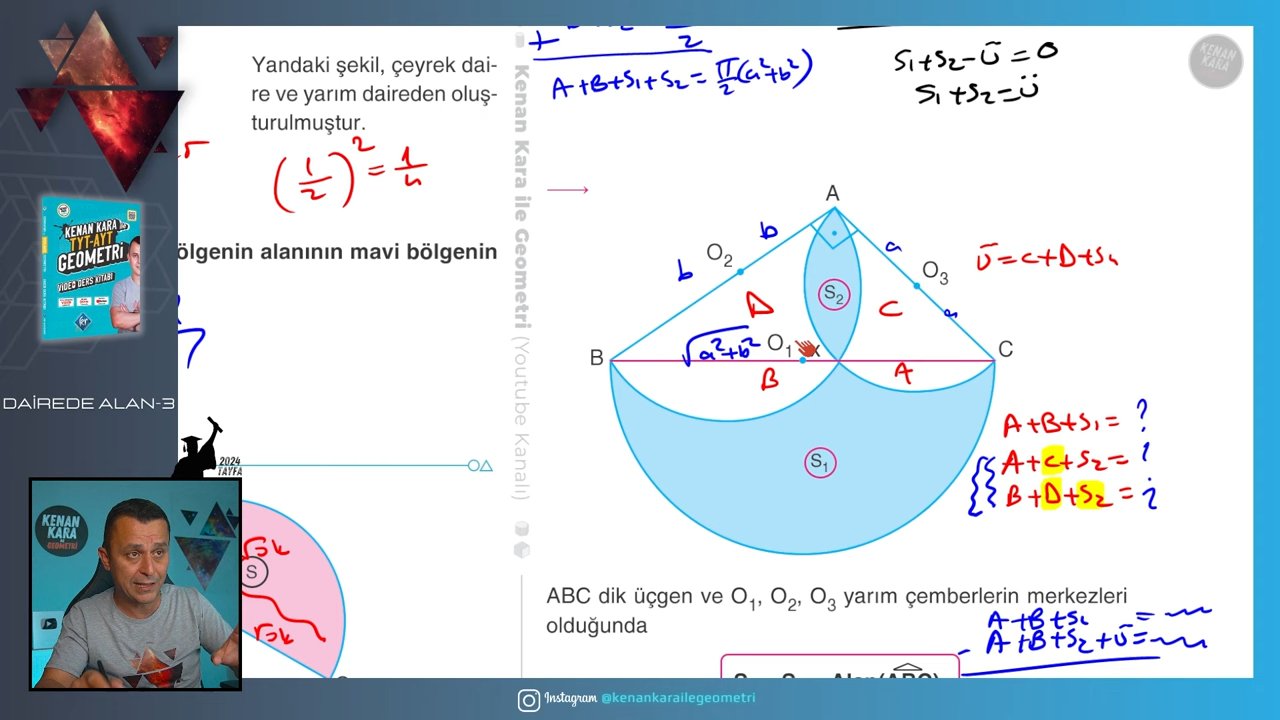 Yandaki şekil, çeyrek dai-
re ve yarım daireden oluş-
turulmuştur.
(1/2)² = 1/4
ölgenin alanının mavi bölgenin
KENAN KARA ile
TYT-AYT
GEOMETRİ
VİDEO DERS KİTABI
DAİREDE ALAN-3
2024
TAYFA
KENAN
KARA
GEOMETRİ
r=k
S
r=k
Kenan Kara ile Geometri (Youtube Kanalı)
A+B+S1+S2=π/2(a²+b²)
S1+S2-Ü=0
S1+S2=Ü
KENAN
KARA
A
b
a
O2
O3
b
a
Ü=C+D+S
S2
D
C
√a²+b²
O1
x
B
C
B
A
S1
A+B+S1=?
A+C+S2=?
B+D+S2=?
ABC dik üçgen ve O1, O2, O3 yarım çemberlerin merkezleri
olduğunda
A+B+S1 =
- A+B+S2+Ü=
Instagram @kenankarailegeometri